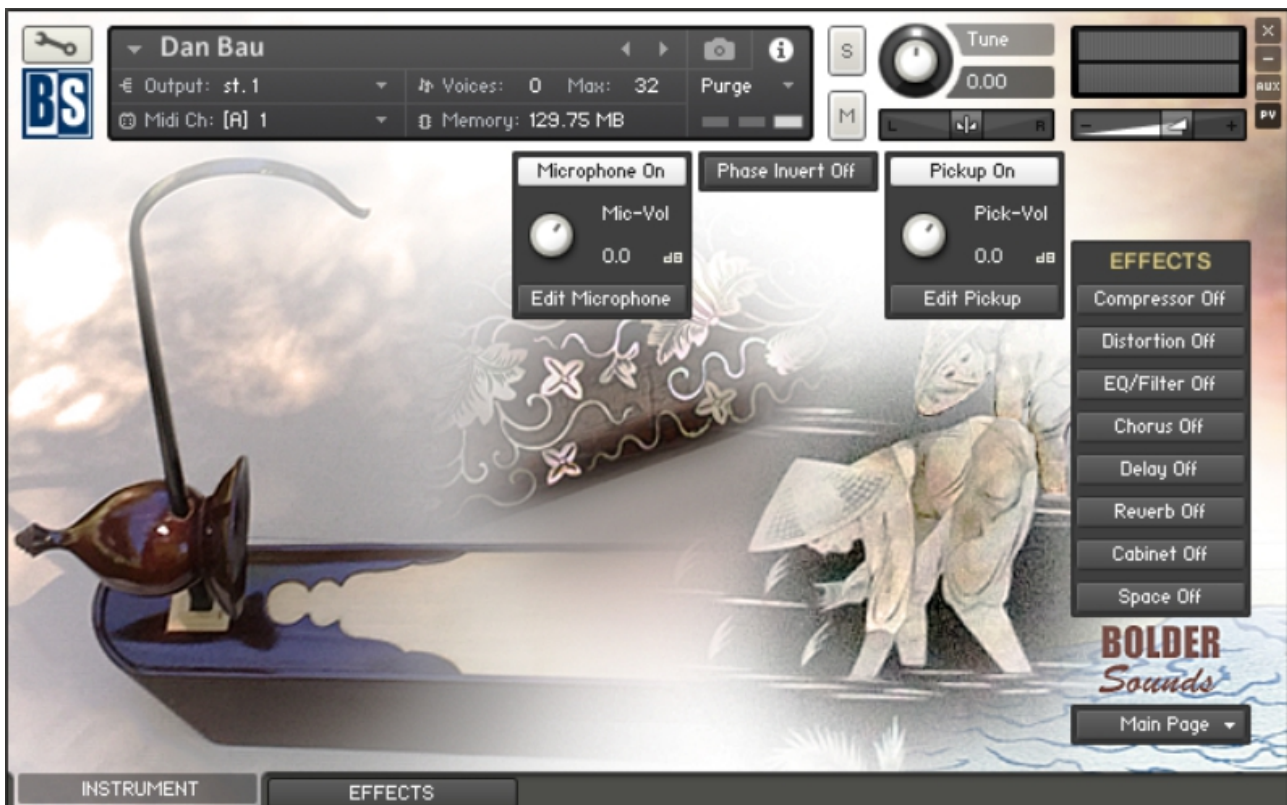 Dan Bau
Output: st. 1
Voices: 0 Max: 32
Purge
Midi Ch: [A] 1
Memory: 129.75 MB
S
M
Tune
0.00
L R
- +
×
-
AUX
PV
BS
Microphone On
Mic-Vol
0.0 dB
Edit Microphone
Phase Invert Off
Pickup On
Pick-Vol
0.0 dB
Edit Pickup
EFFECTS
Compressor Off
Distortion Off
EQ/Filter Off
Chorus Off
Delay Off
Reverb Off
Cabinet Off
Space Off
BOLDER
Sounds
Main Page
INSTRUMENT
EFFECTS